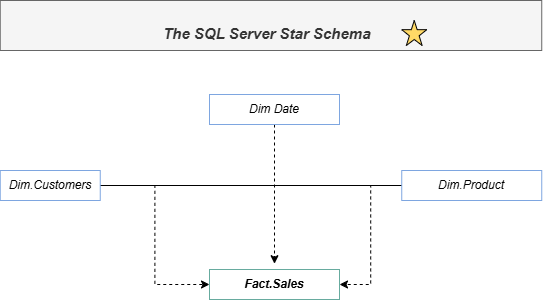 The SQL Server Star Schema
Dim Date
Dim.Customers
Dim.Product
Fact.Sales